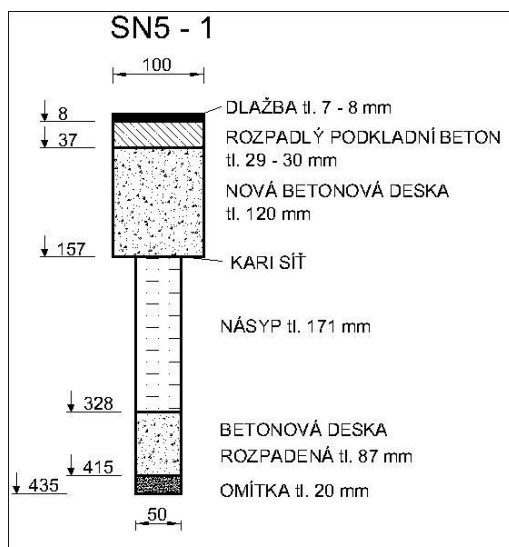 SN5 - 1
100
8
DLAŽBA tl. 7 - 8 mm
37
ROZPADLÝ PODKLADNÍ BETON
tl. 29 - 30 mm
NOVÁ BETONOVÁ DESKA
tl. 120 mm
157
KARI SÍŤ
NÁSYP tl. 171 mm
328
BETONOVÁ DESKA
ROZPADENÁ tl. 87 mm
415
435
OMÍTKA tl. 20 mm
50